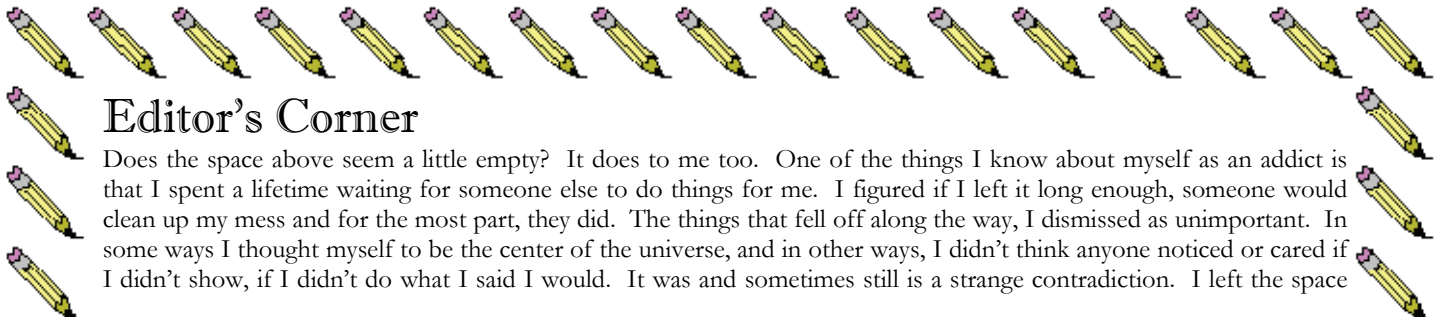 Editor’s Corner
Does the space above seem a little empty?  It does to me too.  One of the things I know about myself as an addict is
that I spent a lifetime waiting for someone else to do things for me.  I figured if I left it long enough, someone would
clean up my mess and for the most part, they did.  The things that fell off along the way, I dismissed as unimportant.  In
some ways I thought myself to be the center of the universe, and in other ways, I didn’t think anyone noticed or cared if
I didn’t show, if I didn’t do what I said I would.  It was and sometimes still is a strange contradiction.  I left the space